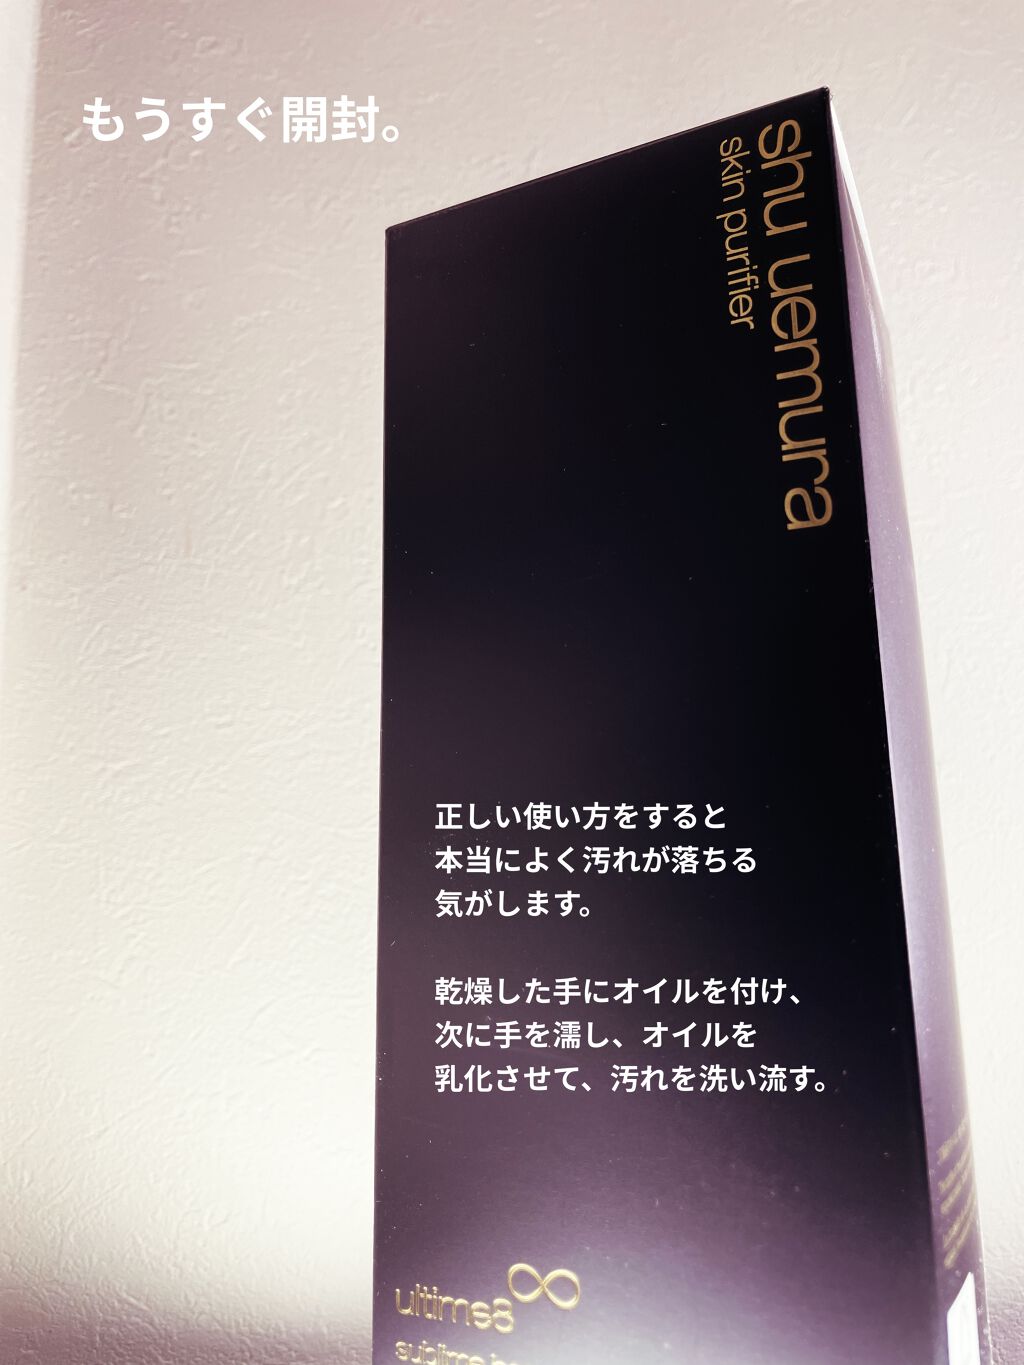 もうすぐ開封。
shu uemura
skin purifier
正しい使い方をすると
本当によく汚れが落ちる
気がします。
乾燥した手にオイルを付け、
次に手を濡し、オイルを
乳化させて、汚れを洗い流す。
ultime8∞
sublime